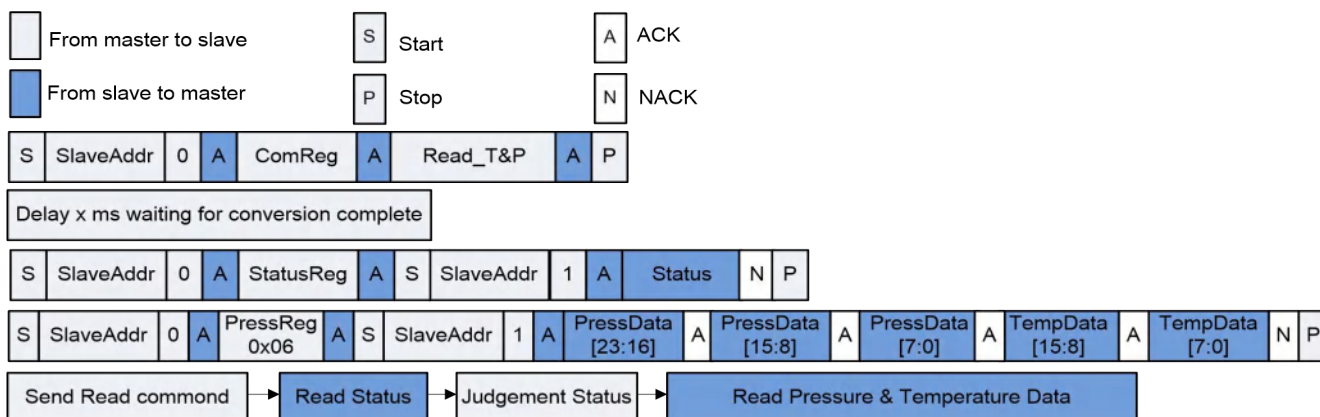 From master to slave S Start A ACK
From slave to master P Stop N NACK
S SlaveAddr 0 A ComReg A Read_T&P A P
Delay x ms waiting for conversion complete
S SlaveAddr 0 A StatusReg A S SlaveAddr 1 A Status N P
S SlaveAddr 0 A PressReg 0x06 A S SlaveAddr 1 A PressData [23:16] A PressData [15:8] A PressData [7:0] A TempData [15:8] A TempData [7:0] N P
Send Read commond Read Status Judgement Status Read Pressure & Temperature Data